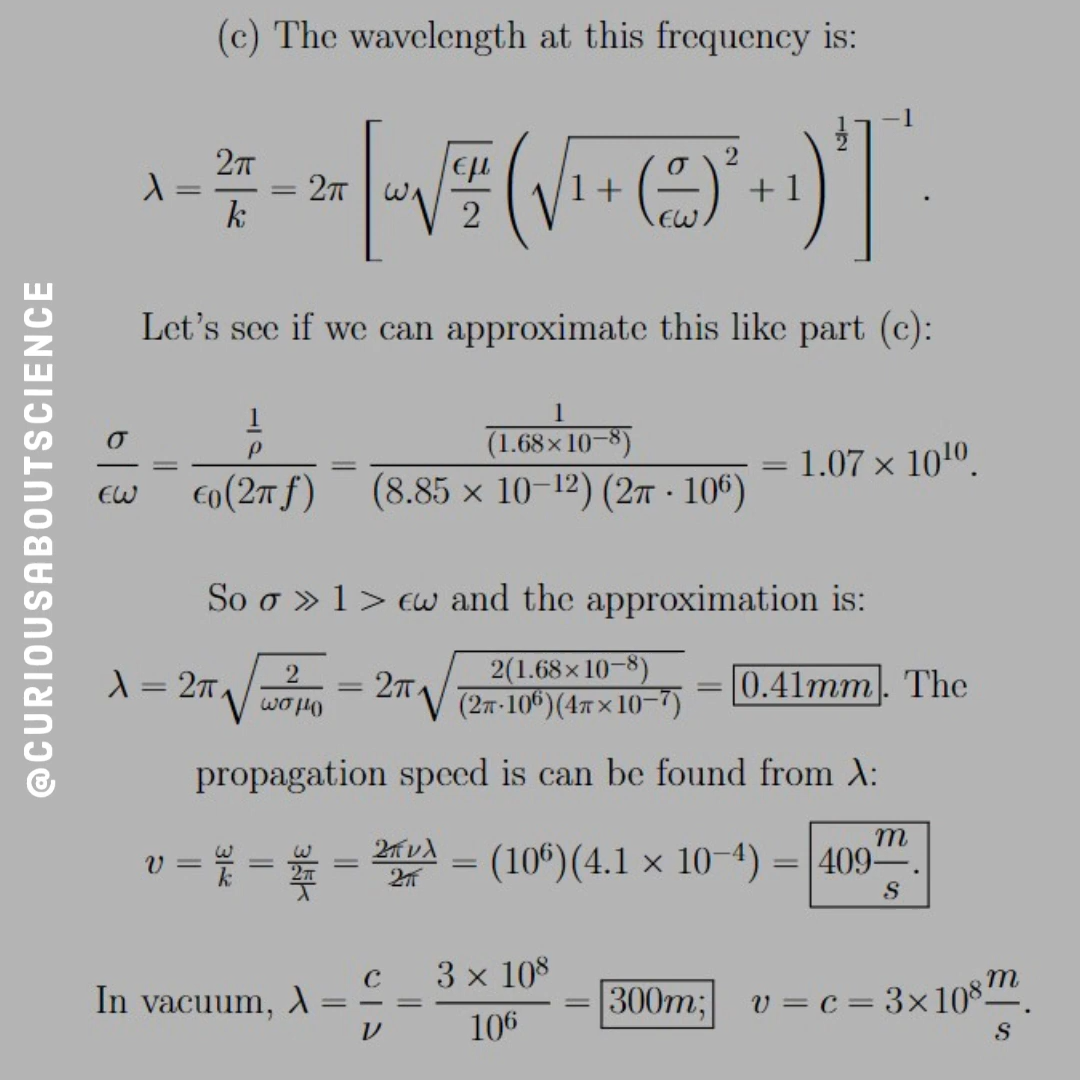 (c) The wavelength at this frequency is:
λ = 2π/k = 2π [ω√(ϵμ/2) (√(1 + (σ/ϵω)²) + 1)^(1/2)]^(−1) .
Let's see if we can approximate this like part (c):
σ/ϵω = (1/ρ)/(ϵ₀(2πf)) = (1/(1.68×10⁻⁸))/((8.85 × 10⁻¹²) (2π · 10⁶)) = 1.07 × 10¹⁰.
So σ ≫ 1 > ϵω and the approximation is:
λ = 2π√(2/(ωσμ₀)) = 2π√(2(1.68×10⁻⁸)/((2π·10⁶)(4π×10⁻⁷))) = 0.41mm. The
propagation speed is can be found from λ:
v = ω/k = ω/(2π/λ) = 2πνλ/2π = (10⁶)(4.1 × 10⁻⁴) = 409 m/s.
In vacuum, λ = c/ν = (3 × 10⁸)/10⁶ = 300m; v = c = 3×10⁸ m/s.
@CURIOUSABOUTSCIENCE